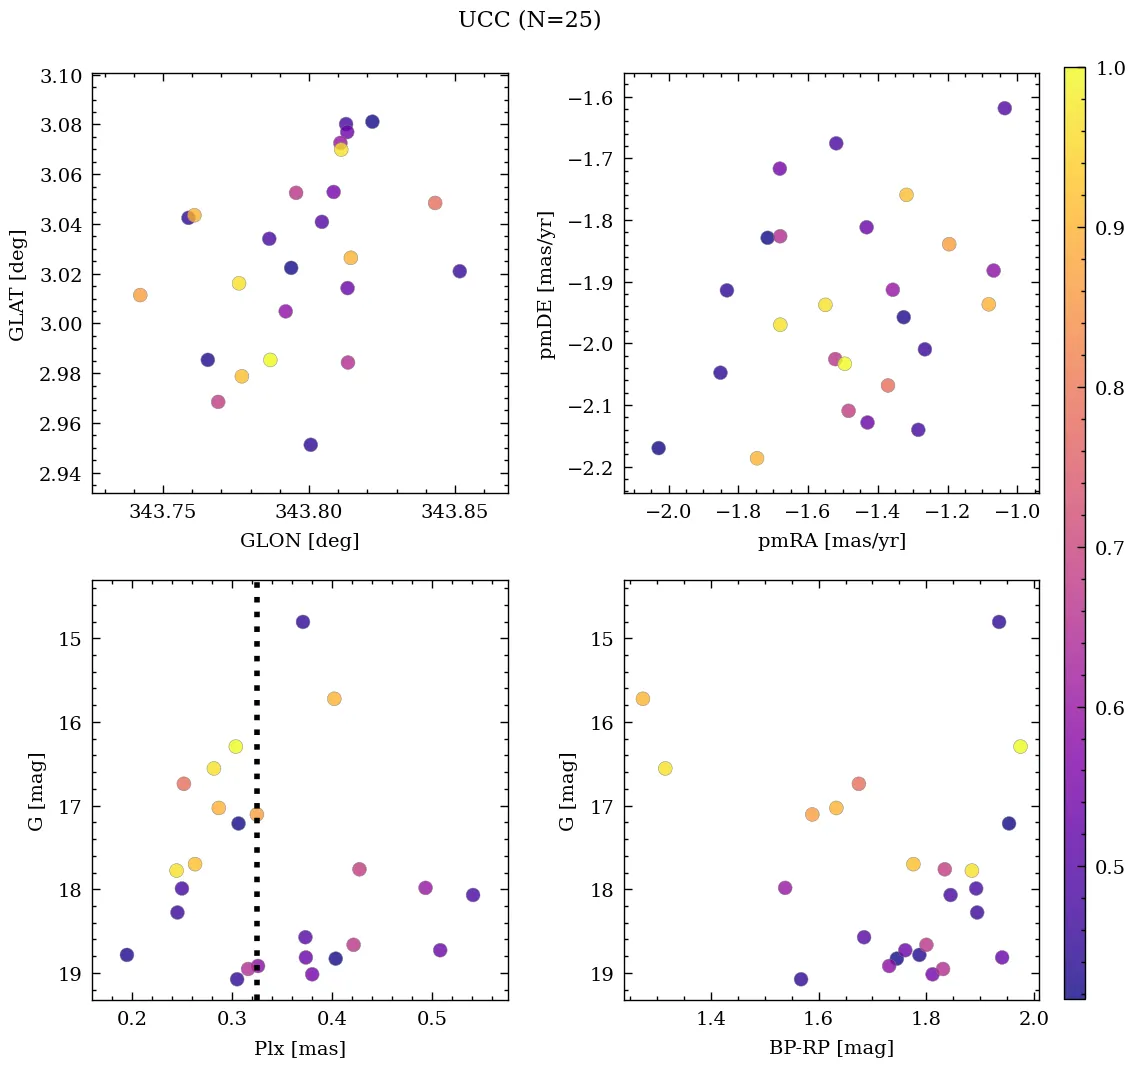 UCC (N=25)
3.10
3.08
3.06
3.04
3.02
3.00
2.98
2.96
2.94
GLAT [deg]
343.75 343.80 343.85
GLON [deg]
−1.6
−1.7
−1.8
−1.9
−2.0
−2.1
−2.2
pmDE [mas/yr]
−2.0 −1.8 −1.6 −1.4 −1.2 −1.0
pmRA [mas/yr]
15
16
17
18
19
G [mag]
0.2 0.3 0.4 0.5
Plx [mas]
15
16
17
18
19
G [mag]
1.4 1.6 1.8 2.0
BP-RP [mag]
1.0
0.9
0.8
0.7
0.6
0.5